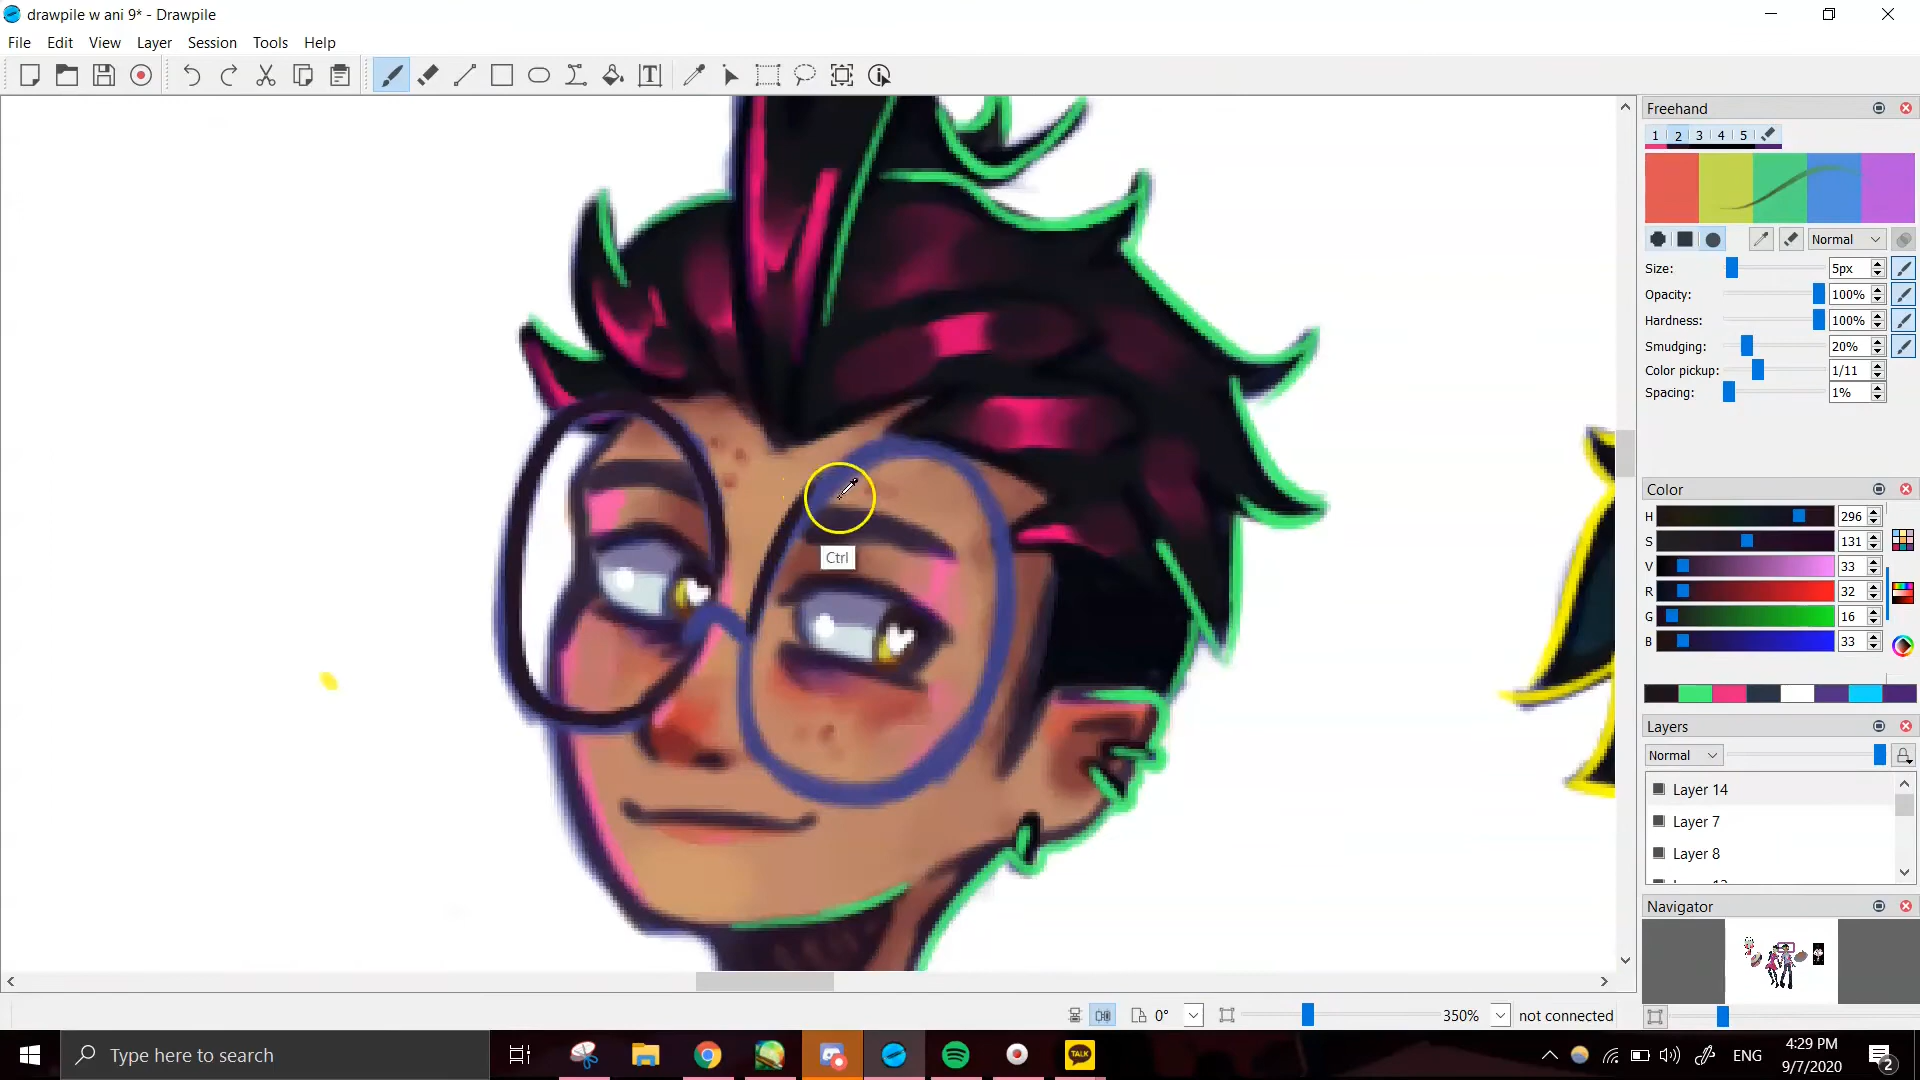 drawpile w ani 9* - Drawpile
File Edit View Layer Session Tools Help
Freehand
1 2 3 4 5
Normal
Size: 5px
Opacity: 100%
Hardness: 100%
Smudging: 20%
Color pickup: 1/11
Spacing: 1%
Ctrl
Color
H 296
S 131
V 33
R 32
G 16
B 33
Layers
Normal
Layer 14
Layer 7
Layer 8
Navigator
0° 350% not connected
Type here to search
TALK
ENG
4:29 PM
9/7/2020
2